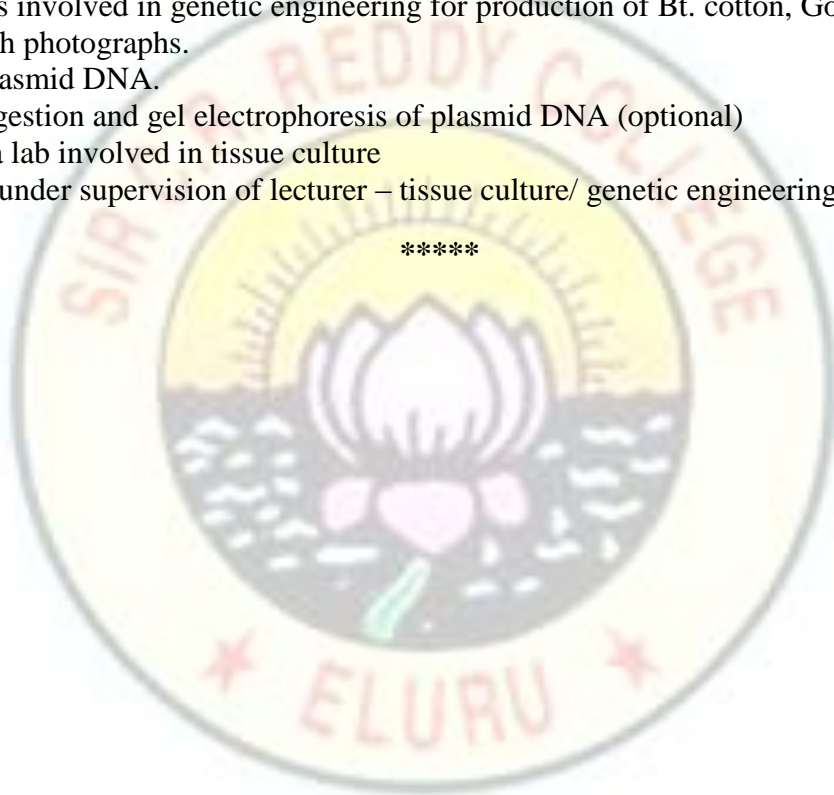 s involved in genetic engineering for production of Bt. cotton, Go
h photographs.
asmid DNA.
gestion and gel electrophoresis of plasmid DNA (optional)
a lab involved in tissue culture
under supervision of lecturer – tissue culture/ genetic engineering
*****
SIR C.R. REDDY COLLEGE
ELURU